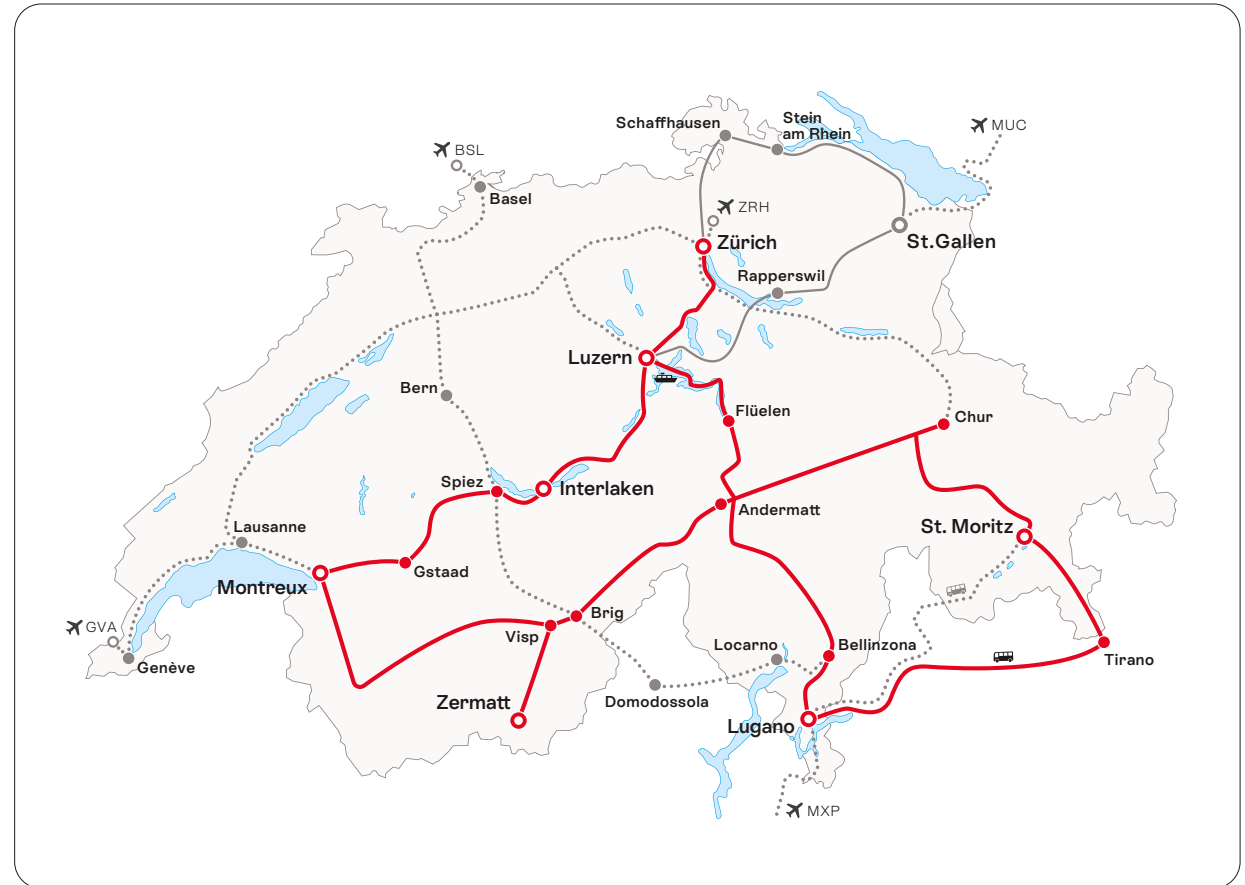 Schaffhausen
Stein
am Rhein
MUC
BSL
Basel
ZRH
Zürich
St.Gallen
Rapperswil
Luzern
Bern
Flüelen
Chur
Spiez
Interlaken
Andermatt
Lausanne
St. Moritz
Gstaad
Montreux
Brig
Visp
GVA
Genève
Locarno
Bellinzona
Tirano
Zermatt
Domodossola
Lugano
MXP